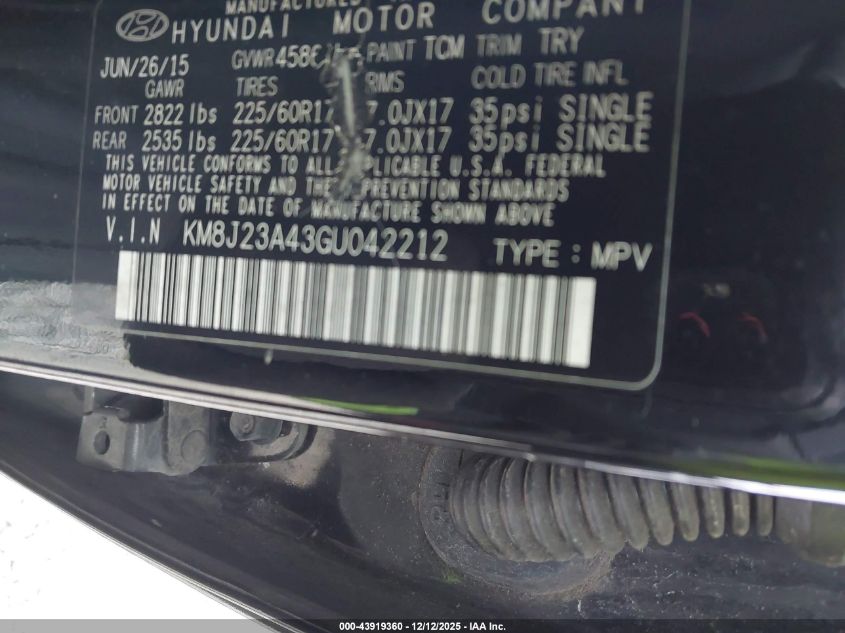 MANUFACTURED
HYUNDAI MOTOR COMPANY
JUN/26/15 GVWR PAINT TCM TRIM TRY
GAWR TIRES RMS COLD TIRE INFL
FRONT 2822 lbs 225/60R17 7.0JX17 35psi SINGLE
REAR 2535 lbs 225/60R17 7.0JX17 35psi SINGLE
THIS VEHICLE CONFORMS TO ALL PLICABLE U.S.A. FEDERAL
MOTOR VEHICLE SAFETY AND THE PREVENTION STANDARDS
IN EFFECT ON THE DATE OF MANUFACTURE SHOWN ABOVE
V.I.N KM8J23A43GU042212 TYPE : MPV
000-43919360 - 12/12/2025 - IAA Inc.